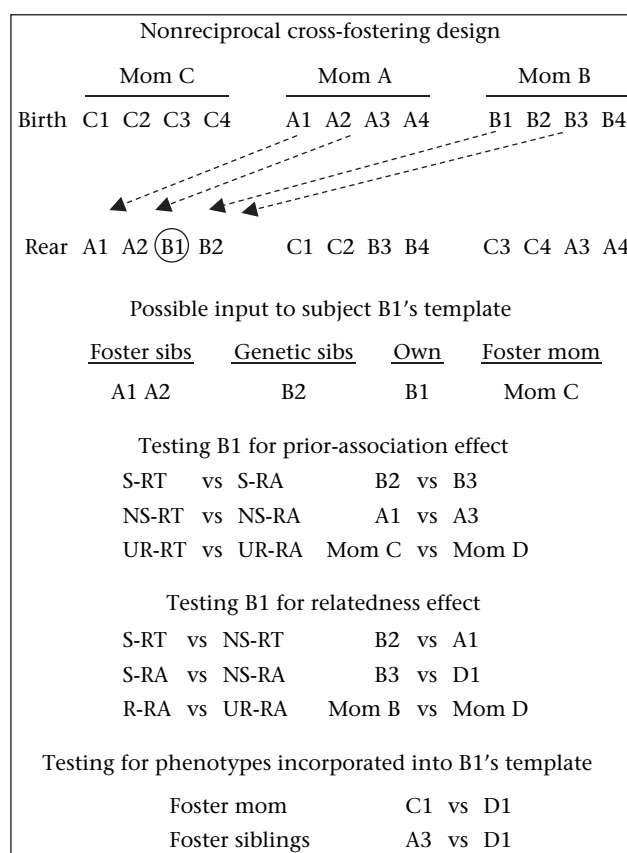 Nonreciprocal cross-fostering design
Mom C Mom A Mom B
Birth C1 C2 C3 C4 A1 A2 A3 A4 B1 B2 B3 B4
Rear A1 A2 B1 B2 C1 C2 B3 B4 C3 C4 A3 A4
Possible input to subject B1's template
Foster sibs Genetic sibs Own Foster mom
A1 A2 B2 B1 Mom C
Testing B1 for prior-association effect
S-RT vs S-RA B2 vs B3
NS-RT vs NS-RA A1 vs A3
UR-RT vs UR-RA Mom C vs Mom D
Testing B1 for relatedness effect
S-RT vs NS-RT B2 vs A1
S-RA vs NS-RA B3 vs D1
R-RA vs UR-RA Mom B vs Mom D
Testing for phenotypes incorporated into B1's template
Foster mom C1 vs D1
Foster siblings A3 vs D1